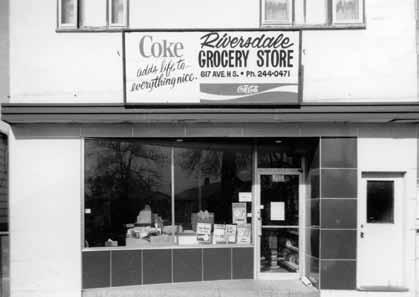 Coke
adds life to
everything nice.
Riversdale
GROCERY STORE
617 AVE. H S. • Ph. 244-0471
Coca-Cola